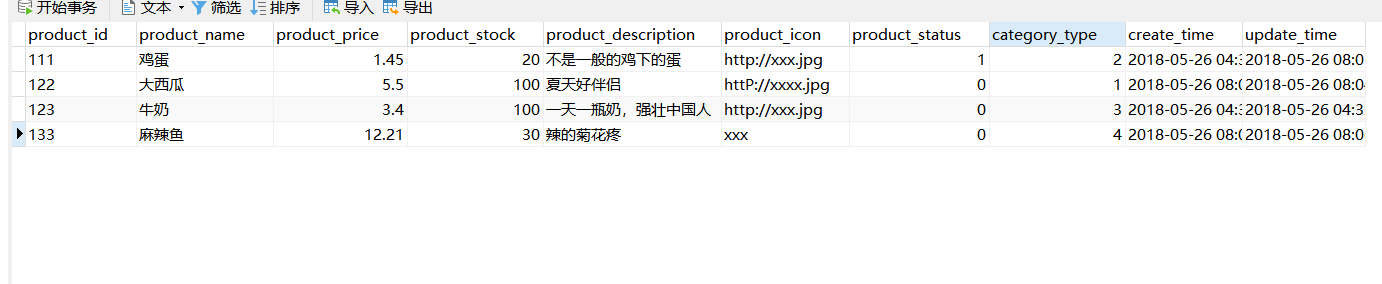 开始事务 文本 筛选 排序 导入 导出
product_id product_name product_price product_stock product_description product_icon product_status category_type create_time update_time
111 鸡蛋 1.45 20 不是一般的鸡下的蛋 http://xxx.jpg 1 2 2018-05-26 04:3 2018-05-26 08:0
122 大西瓜 5.5 100 夏天好伴侣 httP://xxxx.jpg 0 1 2018-05-26 08:0 2018-05-26 08:0
123 牛奶 3.4 100 一天一瓶奶，强壮中国人 http://xxx.jpg 0 3 2018-05-26 04:3 2018-05-26 04:3
133 麻辣鱼 12.21 30 辣的菊花疼 xxx 0 4 2018-05-26 08:0 2018-05-26 08:0